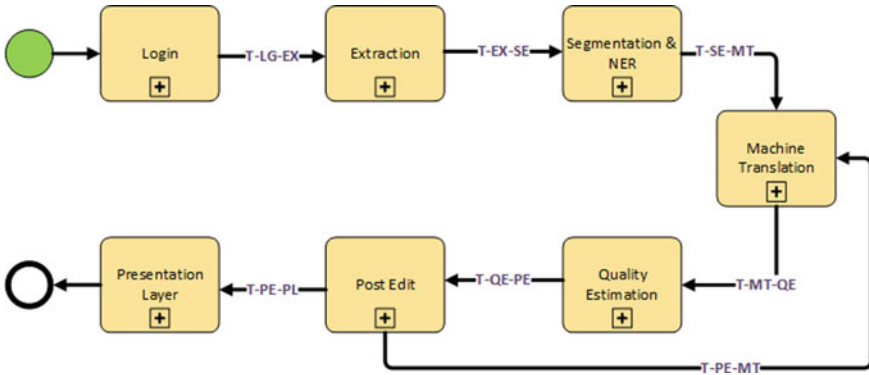 Login
T-LG-EX
Extraction
T-EX-SE
Segmentation &
NER
T-SE-MT
Machine
Translation
T-MT-QE
Quality
Estimation
T-QE-PE
Post Edit
T-PE-PL
Presentation
Layer
T-PE-MT